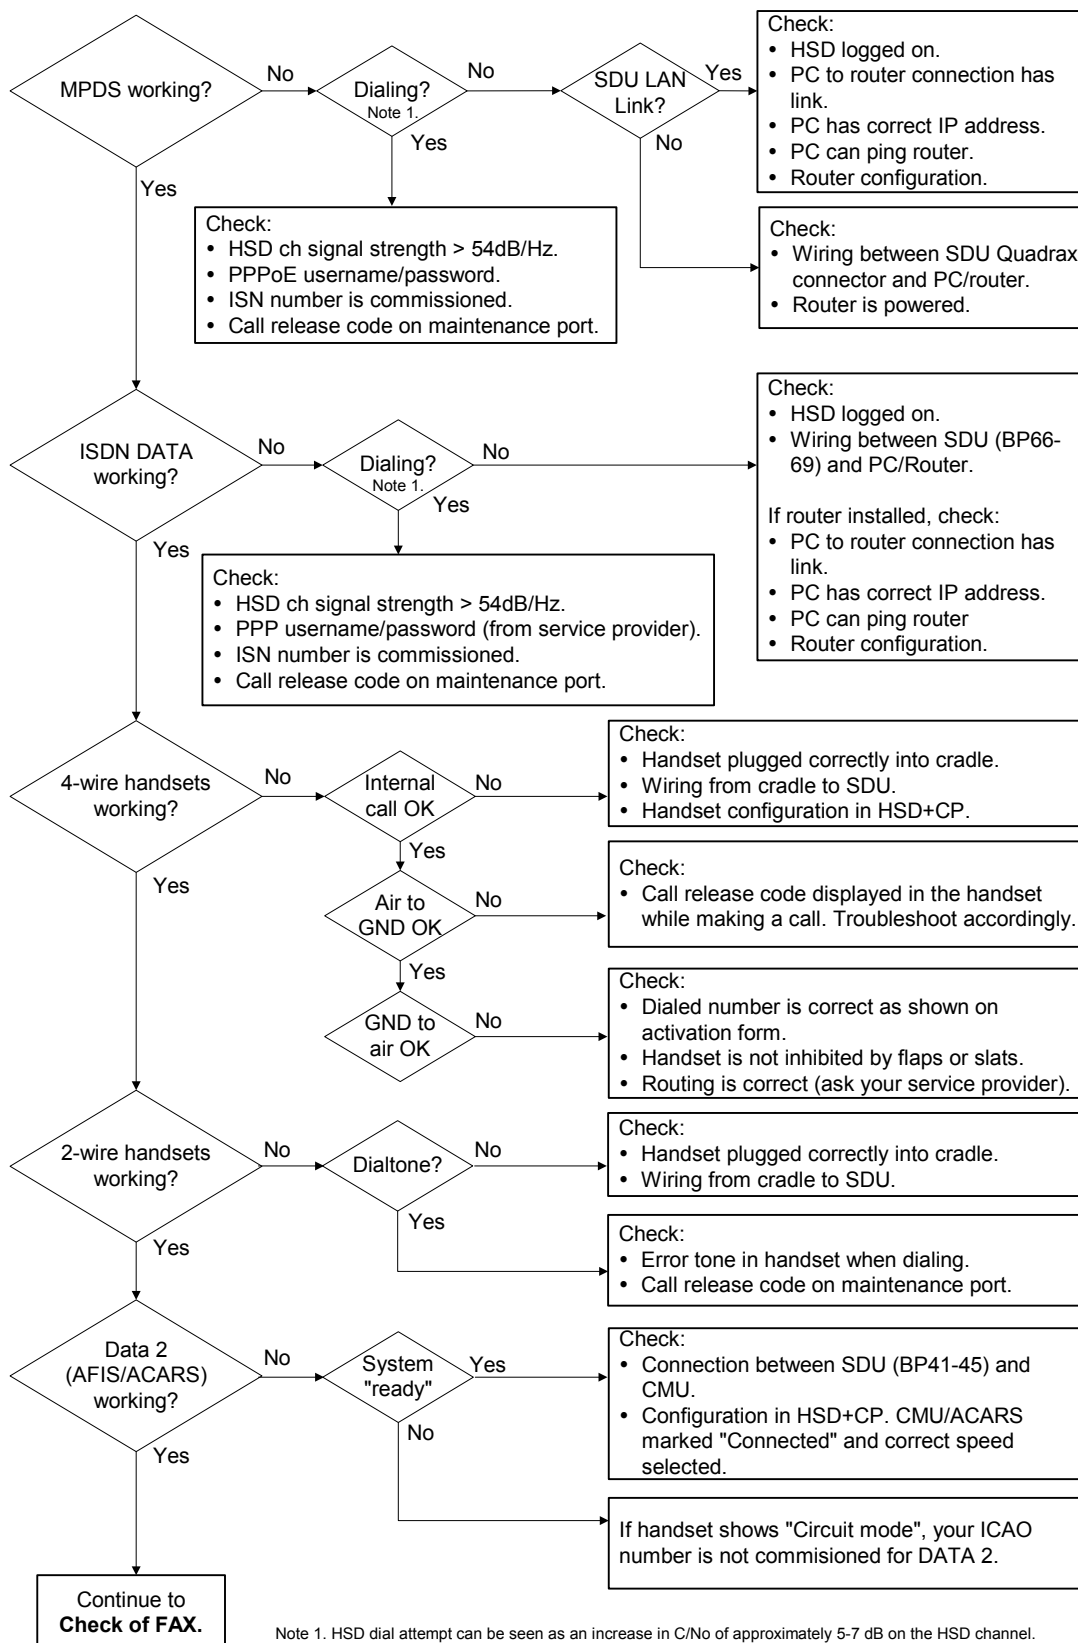 MPDS working?
No
Dialing?
Note 1.
No
SDU LAN
Link?
Yes
Check:
• HSD logged on.
• PC to router connection has
link.
• PC has correct IP address.
• PC can ping router.
• Router configuration.
Yes
Yes
No
Check:
• HSD ch signal strength > 54dB/Hz.
• PPPoE username/password.
• ISN number is commissioned.
• Call release code on maintenance port.
Check:
• Wiring between SDU Quadrax
connector and PC/router.
• Router is powered.
ISDN DATA
working?
No
Dialing?
Note 1.
No
Check:
• HSD logged on.
• Wiring between SDU (BP66-
69) and PC/Router.
If router installed, check:
• PC to router connection has
link.
• PC has correct IP address.
• PC can ping router
• Router configuration.
Yes
Yes
Check:
• HSD ch signal strength > 54dB/Hz.
• PPP username/password (from service provider).
• ISN number is commissioned.
• Call release code on maintenance port.
4-wire handsets
working?
No
Internal
call OK
No
Check:
• Handset plugged correctly into cradle.
• Wiring from cradle to SDU.
• Handset configuration in HSD+CP.
Yes
Yes
Air to
GND OK
No
Check:
• Call release code displayed in the handset
while making a call. Troubleshoot accordingly.
Yes
GND to
air OK
No
Check:
• Dialed number is correct as shown on
activation form.
• Handset is not inhibited by flaps or slats.
• Routing is correct (ask your service provider).
2-wire handsets
working?
No
Dialtone?
No
Check:
• Handset plugged correctly into cradle.
• Wiring from cradle to SDU.
Yes
Yes
Check:
• Error tone in handset when dialing.
• Call release code on maintenance port.
Data 2
(AFIS/ACARS)
working?
No
System
"ready"
Yes
Check:
• Connection between SDU (BP41-45) and
CMU.
• Configuration in HSD+CP. CMU/ACARS
marked "Connected" and correct speed
selected.
Yes
No
If handset shows "Circuit mode", your ICAO
number is not commisioned for DATA 2.
Continue to
Check of FAX.
Note 1. HSD dial attempt can be seen as an increase in C/No of approximately 5-7 dB on the HSD channel.